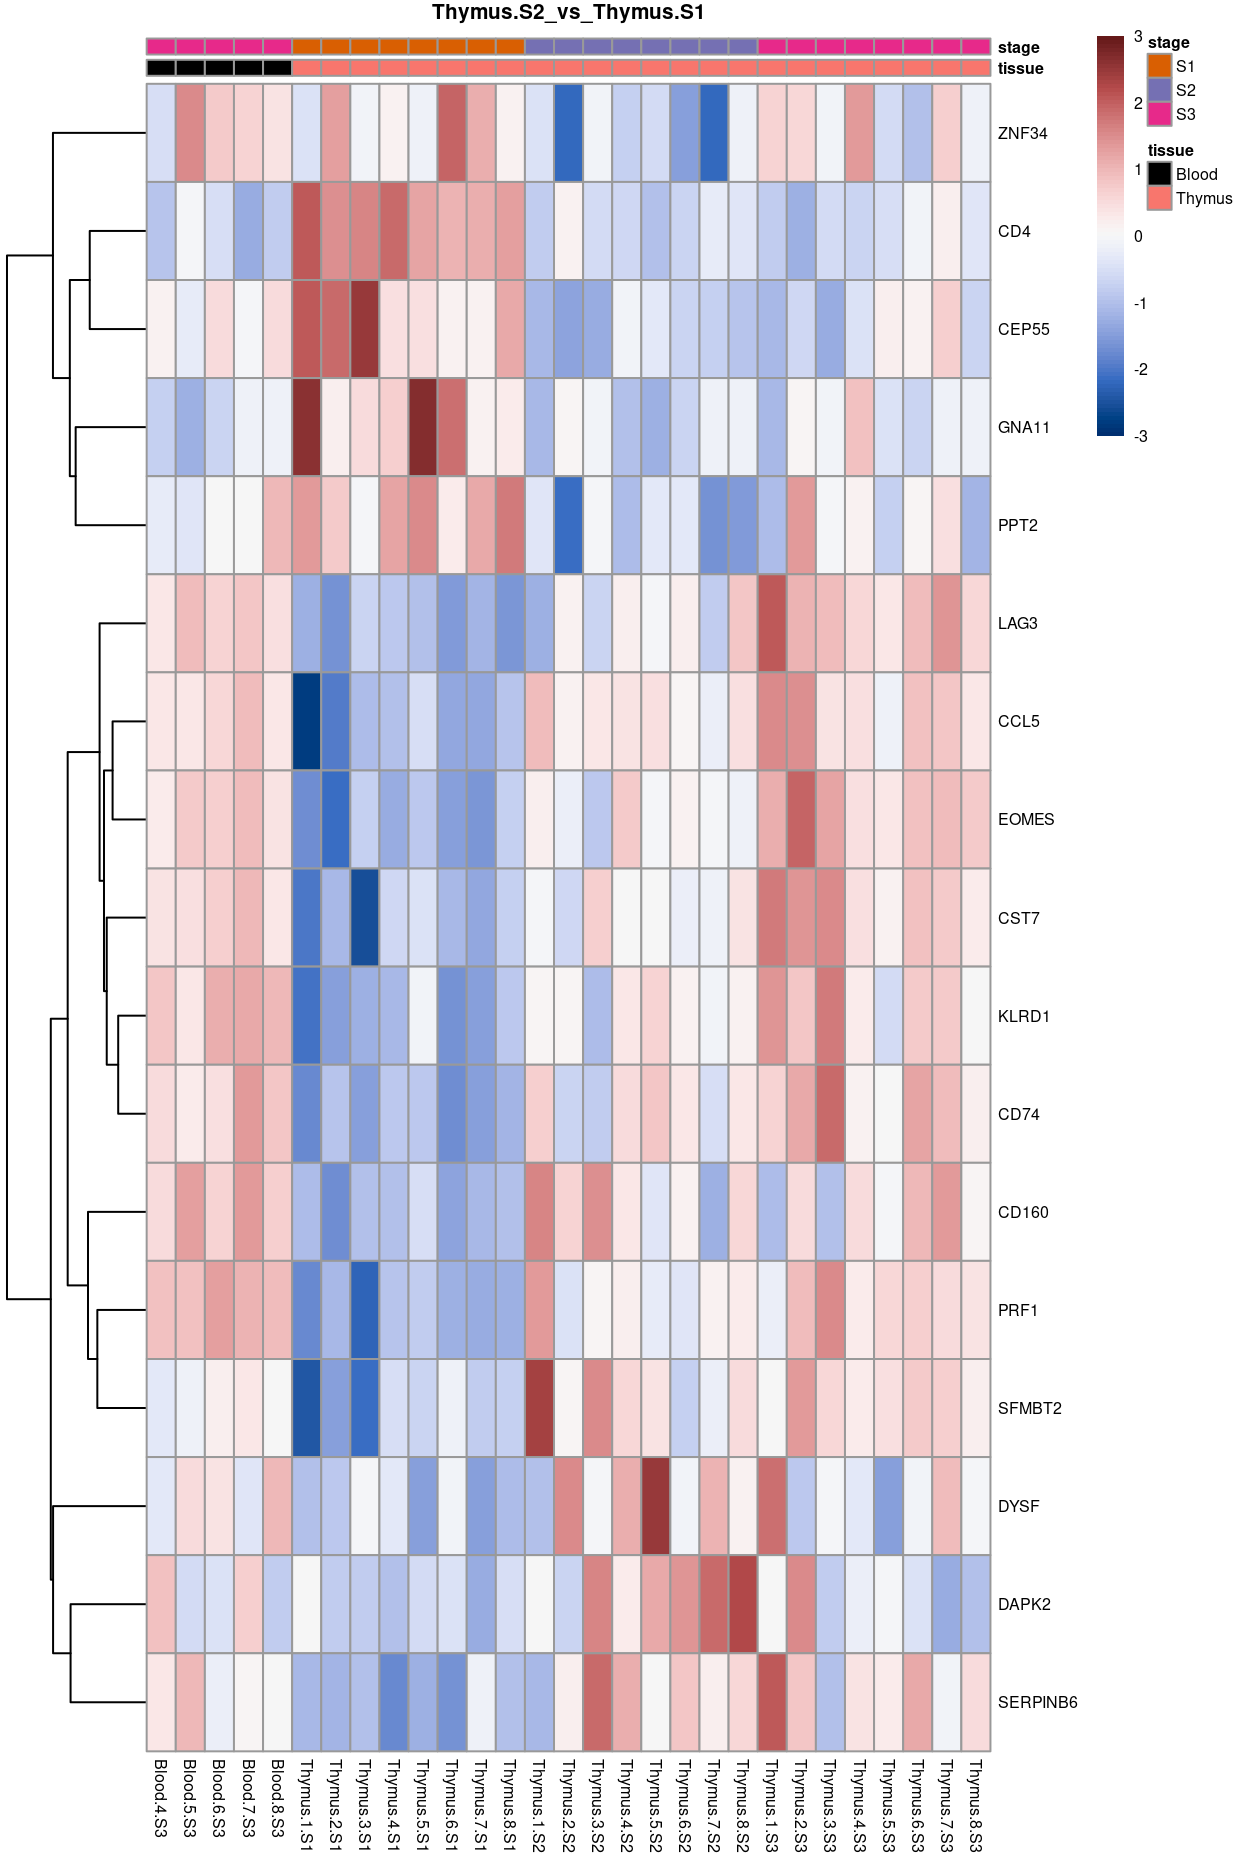 Thymus.S2_vs_Thymus.S1
stage
tissue
ZNF34
CD4
CEP55
GNA11
PPT2
LAG3
CCL5
EOMES
CST7
KLRD1
CD74
CD160
PRF1
SFMBT2
DYSF
DAPK2
SERPINB6
3
2
1
0
-1
-2
-3
stage
S1
S2
S3
tissue
Blood
Thymus
Blood.4.S3
Blood.5.S3
Blood.6.S3
Blood.7.S3
Blood.8.S3
Thymus.1.S1
Thymus.2.S1
Thymus.3.S1
Thymus.4.S1
Thymus.5.S1
Thymus.6.S1
Thymus.7.S1
Thymus.8.S1
Thymus.1.S2
Thymus.2.S2
Thymus.3.S2
Thymus.4.S2
Thymus.5.S2
Thymus.6.S2
Thymus.7.S2
Thymus.8.S2
Thymus.1.S3
Thymus.2.S3
Thymus.3.S3
Thymus.4.S3
Thymus.5.S3
Thymus.6.S3
Thymus.7.S3
Thymus.8.S3